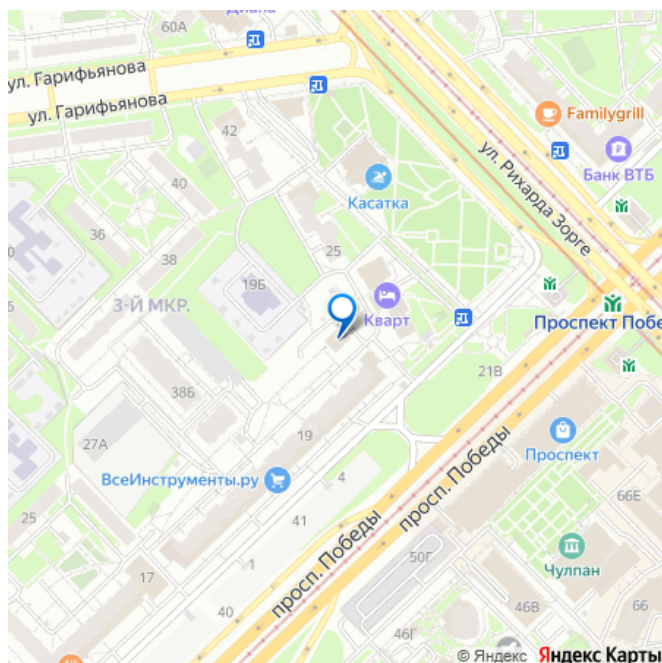 Диана
60А
ул. Гарифьянова
ул. Гарифьянова
Familygrill
42
ул. Рихарда Зорге
Банк ВТБ
40
Касатка
36
38
25
19Б
3-Й МКР.
Кварт
Проспект Побе
21В
38Б
27А
19
Проспект
ВсеИнструменты.ру
4
просп. Победы
66Е
25
41
просп. Победы
Чулпан
1
50Г
17
40
46В
66
46Г
© Яндекс Яндекс Карты